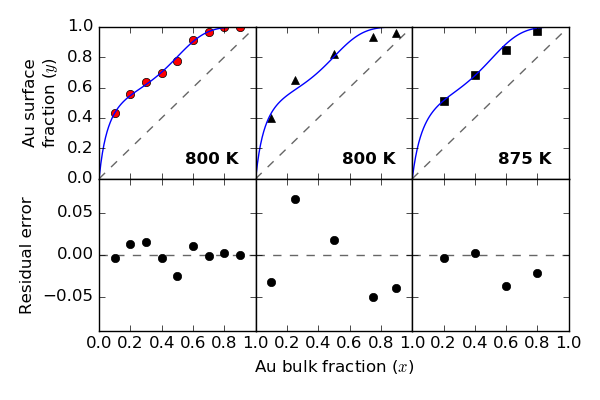 Au surface
fraction (y)
1.0
0.8
0.6
0.4
0.2
0.0
800 K
800 K
875 K
Residual error
0.05
0.00
−0.05
0.0 0.2 0.4 0.6 0.8 1.0 0.2 0.4 0.6 0.8 1.0 0.2 0.4 0.6 0.8 1.0
Au bulk fraction (x)